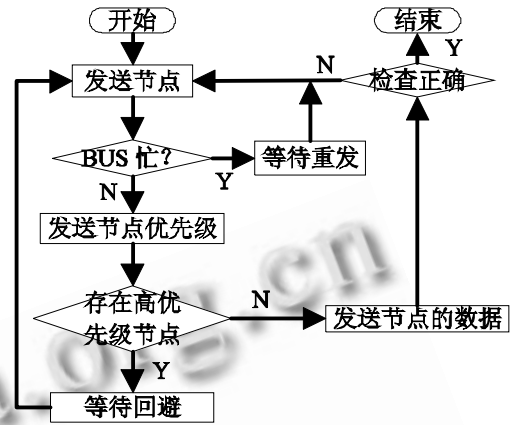 开始
结束
Y
N
发送节点
检查正确
BUS 忙?
Y
等待重发
N
发送节点优先级
存在高优
先级节点
N
发送节点的数据
Y
等待回避
.org.cn